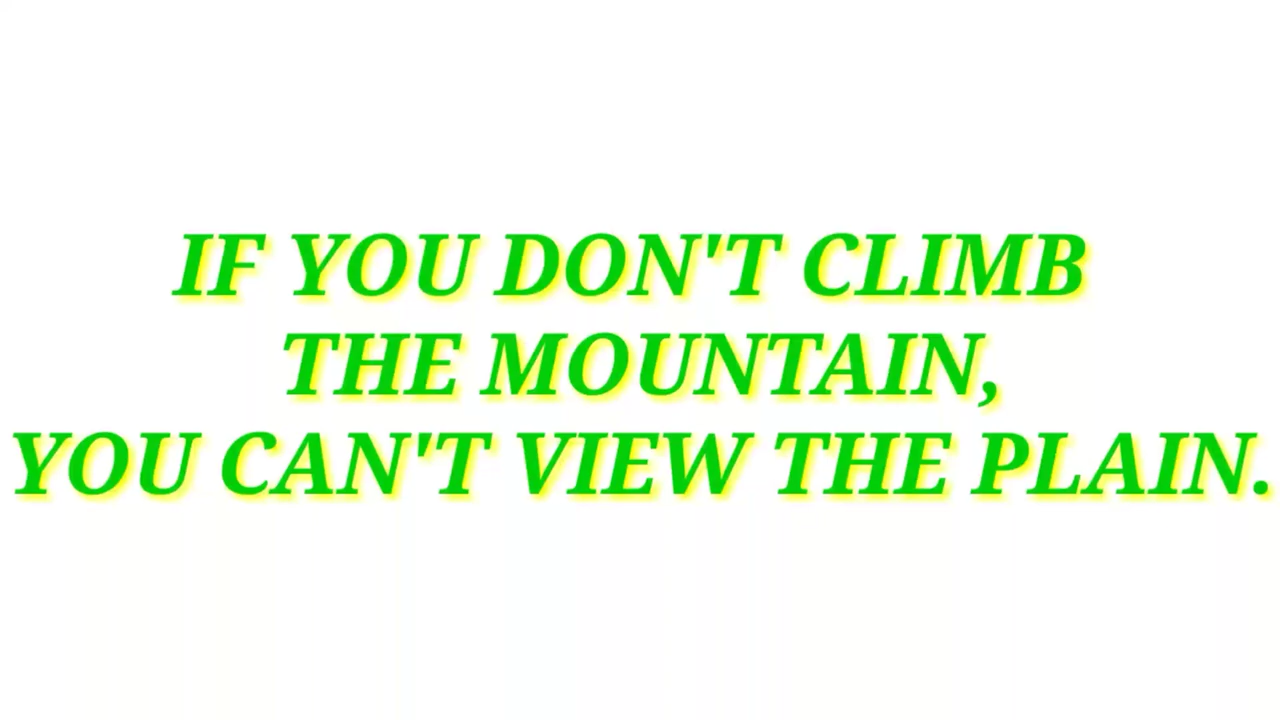 IF YOU DON'T CLIMB
THE MOUNTAIN,
YOU CAN'T VIEW THE PLAIN.